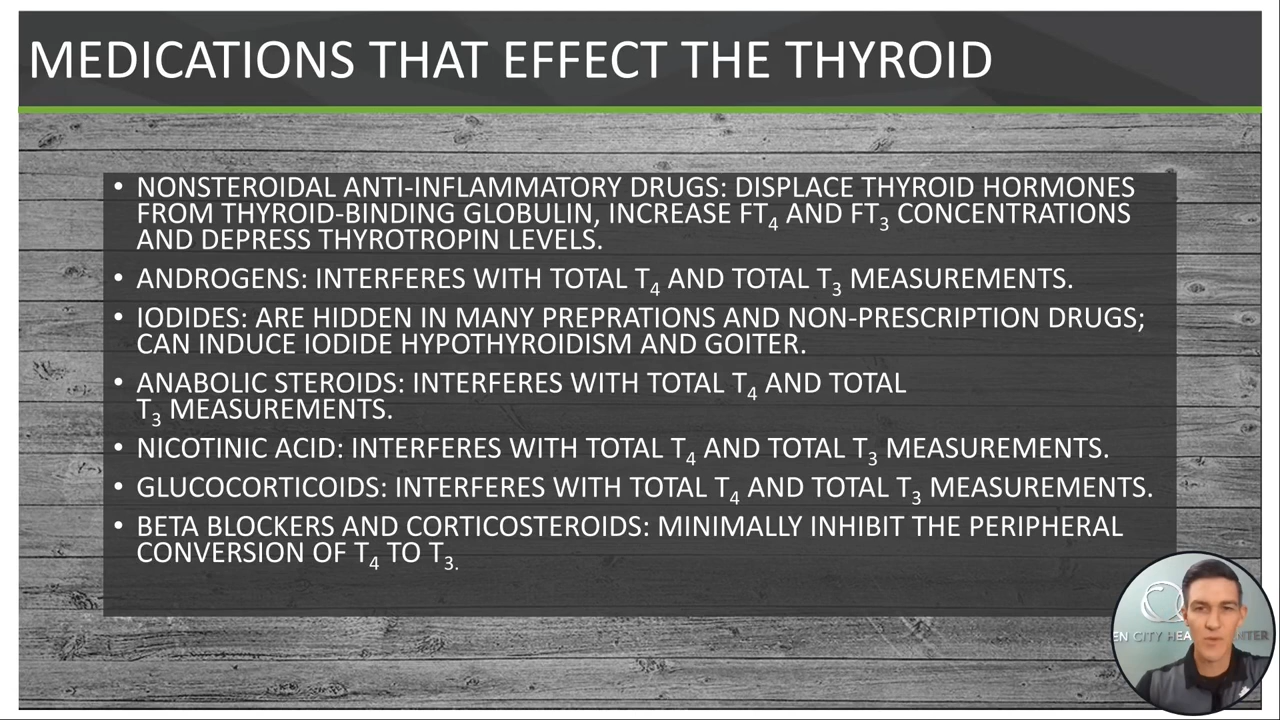 MEDICATIONS THAT EFFECT THE THYROID
• NONSTEROIDAL ANTI-INFLAMMATORY DRUGS: DISPLACE THYROID HORMONES
FROM THYROID-BINDING GLOBULIN, INCREASE FT4 AND FT3 CONCENTRATIONS
AND DEPRESS THYROTROPIN LEVELS.
• ANDROGENS: INTERFERES WITH TOTAL T4 AND TOTAL T3 MEASUREMENTS.
• IODIDES: ARE HIDDEN IN MANY PREPRATIONS AND NON-PRESCRIPTION DRUGS;
CAN INDUCE IODIDE HYPOTHYROIDISM AND GOITER.
• ANABOLIC STEROIDS: INTERFERES WITH TOTAL T4 AND TOTAL
T3 MEASUREMENTS.
• NICOTINIC ACID: INTERFERES WITH TOTAL T4 AND TOTAL T3 MEASUREMENTS.
• GLUCOCORTICOIDS: INTERFERES WITH TOTAL T4 AND TOTAL T3 MEASUREMENTS.
• BETA BLOCKERS AND CORTICOSTEROIDS: MINIMALLY INHIBIT THE PERIPHERAL
CONVERSION OF T4 TO T3.
CITY